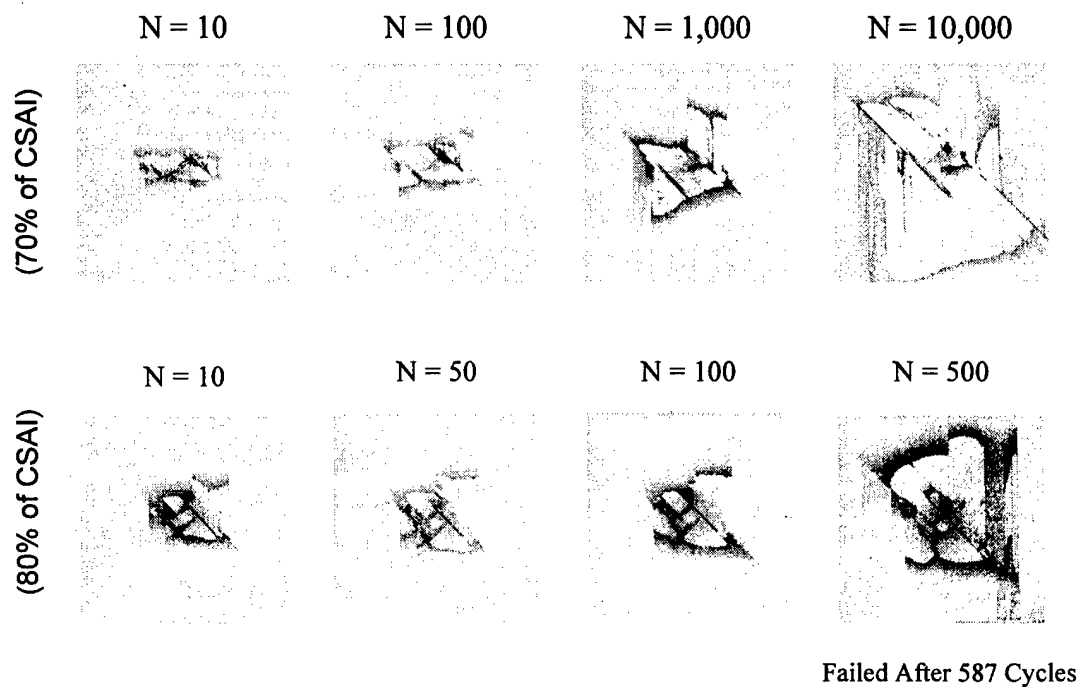 N = 10 N = 100 N = 1,000 N = 10,000
(70% of CSAI)
N = 10 N = 50 N = 100 N = 500
(80% of CSAI)
Failed After 587 Cycles